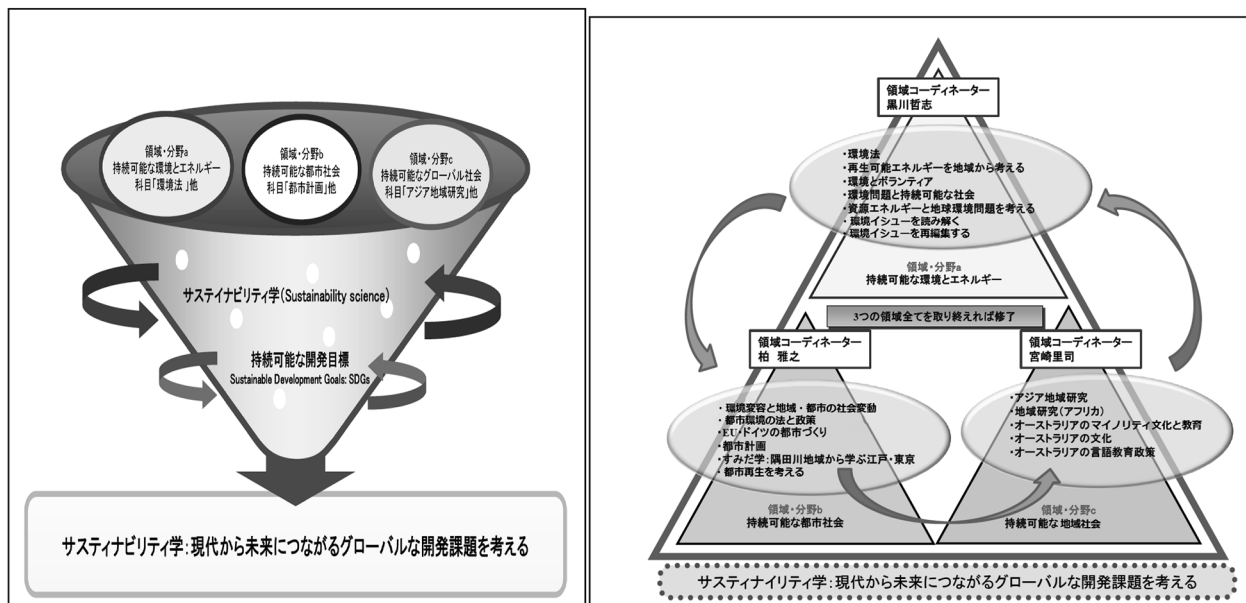 領域・分野a
持続可能な環境とエネルギー
科目「環境法」他
領域・分野b
持続可能な都市社会
科目「都市計画」他
領域・分野c
持続可能なグローバル社会
科目「アジア地域研究」他
サステイナビリティ学(Sustainability science)
持続可能な開発目標
Sustainable Development Goals: SDGs
サスティナビリティ学:現代から未来につながるグローバルな開発課題を考える
領域コーディネーター
黒川哲志
・環境法
・再生可能エネルギーを地域から考える
・環境とボランティア
・環境問題と持続可能な社会
・資源エネルギーと地球環境問題を考える
・環境イシューを読み解く
・環境イシューを再編集する
領域・分野a
持続可能な環境とエネルギー
3つの領域全てを取り終えれば修了
領域コーディネーター
柏 雅之
・環境変容と地域・都市の社会変動
・都市環境の法と政策
・EU・ドイツの都市づくり
・都市計画
・すみだ学:隅田川地域から学ぶ江戸・東京
・都市再生を考える
領域・分野b
持続可能な都市社会
領域コーディネーター
宮崎里司
・アジア地域研究
・地域研究(アフリカ)
・オーストラリアのマイノリティ文化と教育
・オーストラリアの文化
・オーストラリアの言語教育政策
領域・分野c
持続可能な地域社会
サスティナイリティ学:現代から未来につながるグローバルな開発課題を考える